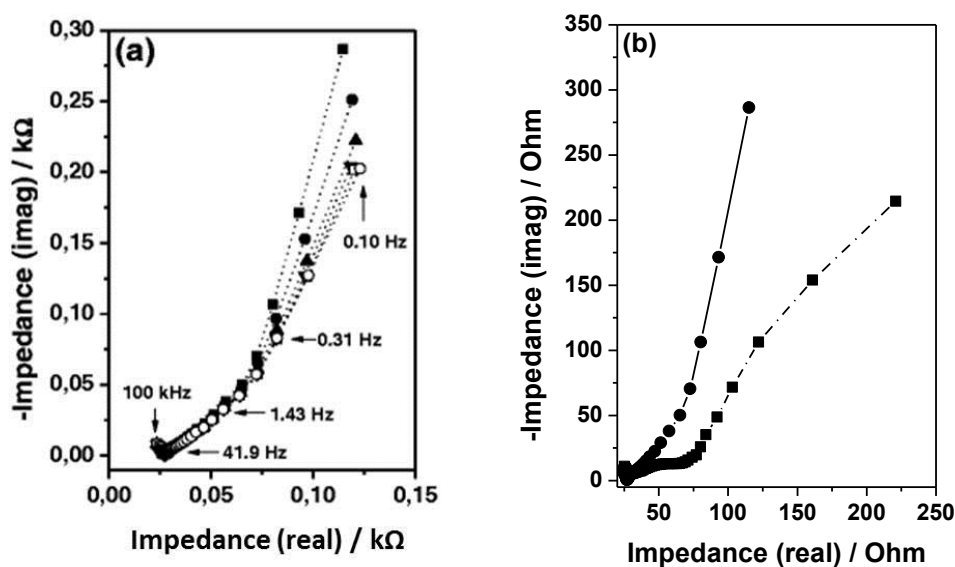 (a)
-Impedance (imag) / kΩ
0,30
0,25
0,20
0,15
0,10
0,05
0,00
0.10 Hz
0.31 Hz
1.43 Hz
100 kHz
41.9 Hz
0,00
0,05
0,10
0,15
Impedance (real) / kΩ
(b)
-Impedance (imag) / Ohm
350
300
250
200
150
100
50
0
50
100
150
200
250
Impedance (real) / Ohm